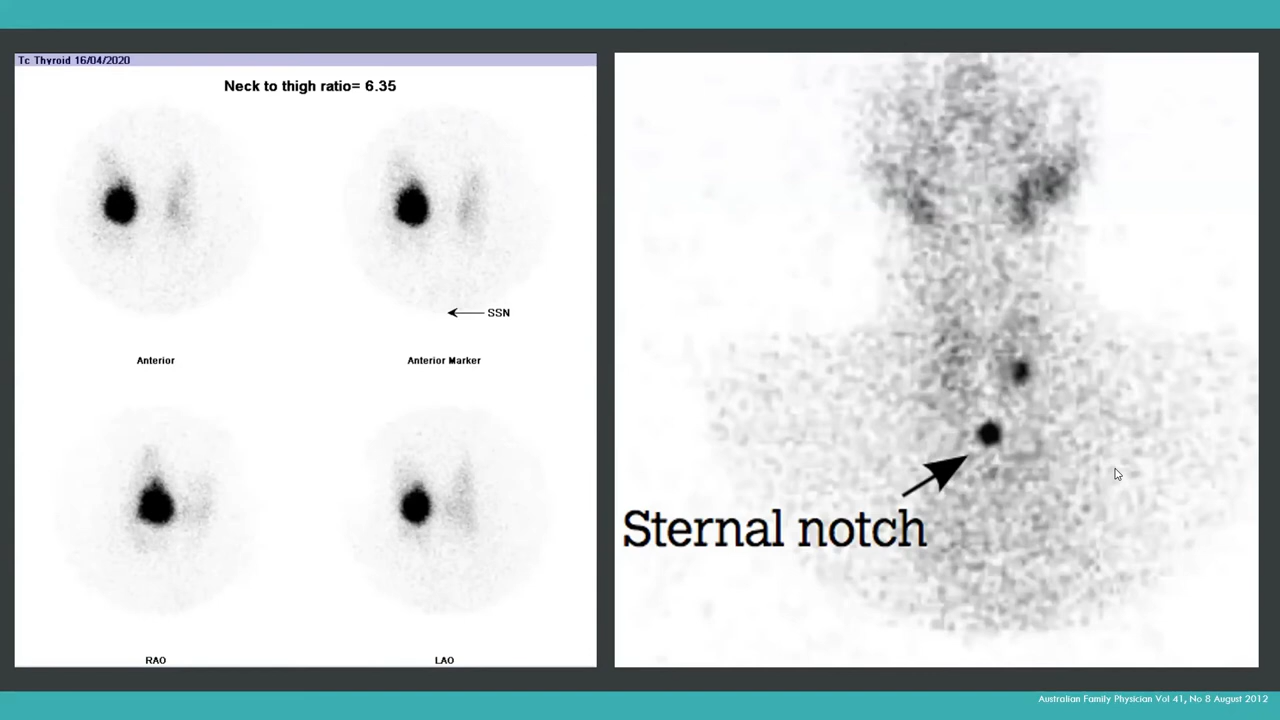 Tc Thyroid 16/04/2020
Neck to thigh ratio= 6.35
SSN
Anterior
Anterior Marker
RAO
LAO
Sternal notch
Australian Family Physician Vol 41, No 8 August 2012